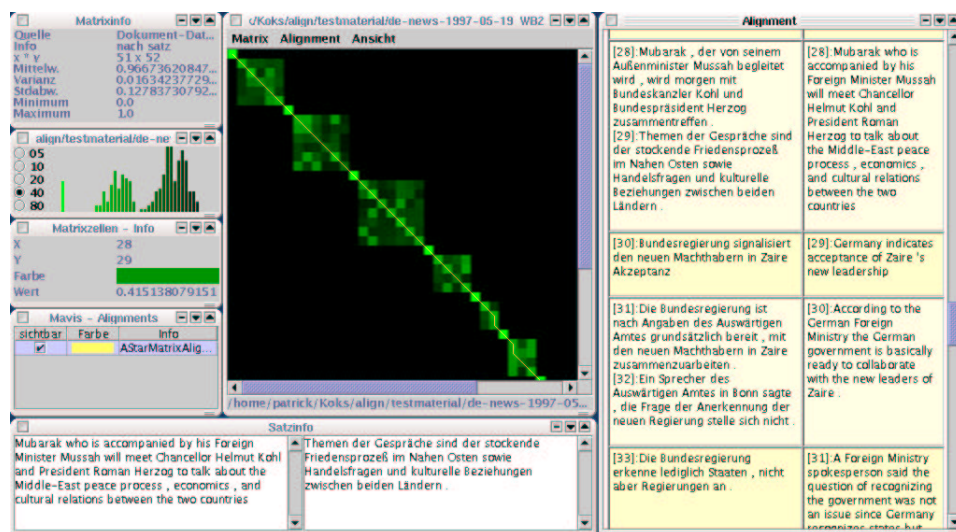 Matrixinfo
Quelle Dokument-Dat...
Info nach satz
x * y 51 x 52
Mittelw. 0.96673620847...
Varianz 0.01634237729...
Stdabw. 0.12783730792...
Minimum 0.0
Maximum 1.0
align/testmaterial/de-ne
05
10
20
40
80
Matrixzellen - Info
X 28
Y 29
Farbe
Wert 0.415138079151
Mavis - Alignments
sichtbar Farbe Info
AStarMatrixAlig...
c/Koks/align/testmaterial/de-news-1997-05-19 WB2
Matrix Alignment Ansicht
/home/patrick/Koks/align/testmaterial/de-news-1997-05...
Satzinfo
Mubarak who is accompanied by his Foreign
Minister Mussah will meet Chancellor Helmut Kohl
and President Roman Herzog to talk about the
Middle-East peace process , economics , and
cultural relations between the two countries
Themen der Gespräche sind der stockende
Friedensprozeß im Nahen Osten sowie
Handelsfragen und kulturelle Beziehungen
zwischen beiden Ländern .
Alignment
[28]:Mubarak , der von seinem
Außenminister Mussah begleitet
wird , wird morgen mit
Bundeskanzler Kohl und
Bundespräsident Herzog
zusammentreffen .
[29]:Themen der Gespräche sind
der stockende Friedensprozeß
im Nahen Osten sowie
Handelsfragen und kulturelle
Beziehungen zwischen beiden
Ländern .
[28]:Mubarak who is
accompanied by his
Foreign Minister Mussah
will meet Chancellor
Helmut Kohl and
President Roman
Herzog to talk about
the Middle-East peace
process , economics ,
and cultural relations
between the two
countries
[30]:Bundesregierung signalisiert
den neuen Machthabern in Zaire
Akzeptanz
[29]:Germany indicates
acceptance of Zaire 's
new leadership
[31]:Die Bundesregierung ist
nach Angaben des Auswärtigen
Amtes grundsätzlich bereit , mit
den neuen Machthabern in Zaire
zusammenzuarbeiten .
[32]:Ein Sprecher des
Auswärtigen Amtes in Bonn sagte
, die Frage der Anerkennung der
neuen Regierung stelle sich nicht .
[30]:According to the
German Foreign
Ministry the German
government is basically
ready to collaborate
with the new leaders of
Zaire .
[33]:Die Bundesregierung
erkenne lediglich Staaten , nicht
aber Regierungen an .
[31]:A Foreign Ministry
spokesperson said the
question of recognizing
the government was not
an issue since Germany
recognizes states but